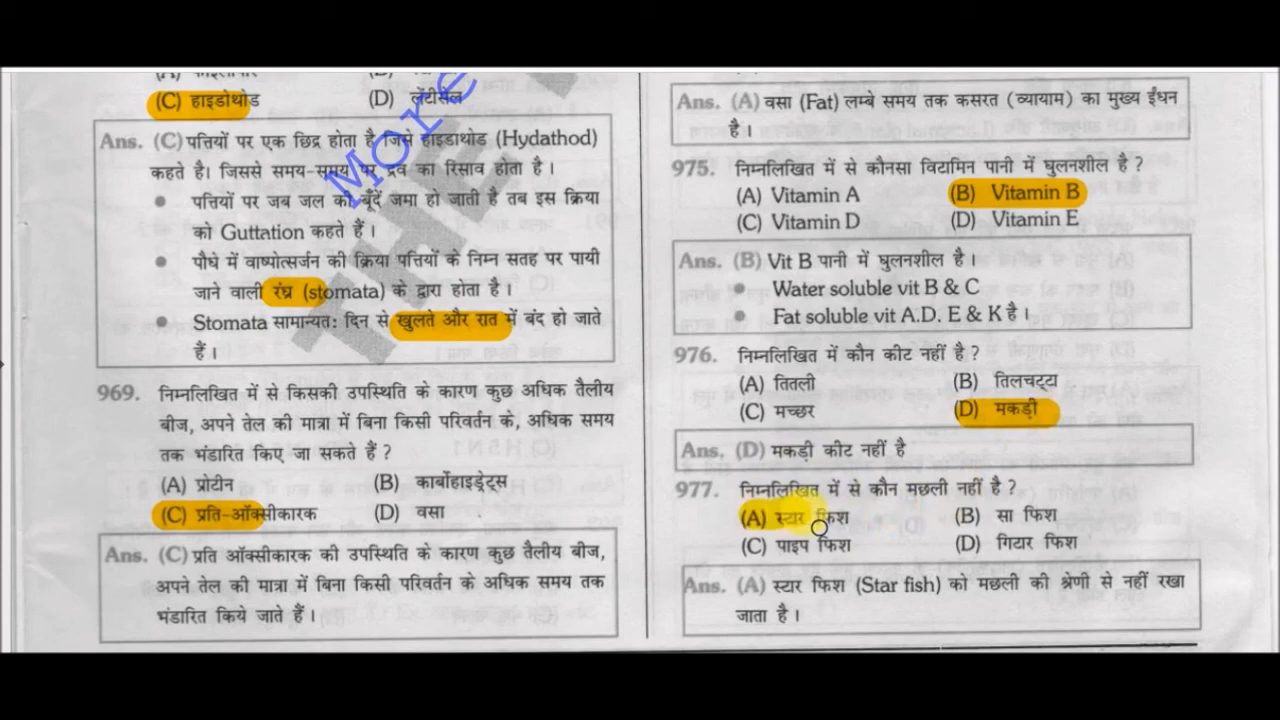 (C) हाइडोथोड (D) लेंटीसेल
Ans. (C) पत्तियों पर एक छिद्र होता है जिसे हाइडाथोड (Hydathod)
कहते है। जिससे समय-समय पर द्रव का रिसाव होता है।
● पत्तियों पर जब जल की बूँदें जमा हो जाती है तब इस क्रिया
को Guttation कहते हैं।
● पौधे में वाष्पोत्सर्जन की क्रिया पत्तियों के निम्न सतह पर पायी
जाने वाली रंध्र (stomata) के द्वारा होता है।
● Stomata सामान्यत: दिन से खुलते और रात में बंद हो जाते
हैं।
969. निम्नलिखित में से किसकी उपस्थिति के कारण कुछ अधिक तैलीय
बीज, अपने तेल की मात्रा में बिना किसी परिवर्तन के, अधिक समय
तक भंडारित किए जा सकते हैं ?
(A) प्रोटीन (B) कार्बोहाइड्रेट्स
(C) प्रति-ऑक्सीकारक (D) वसा
Ans. (C) प्रति ऑक्सीकारक की उपस्थिति के कारण कुछ तैलीय बीज,
अपने तेल की मात्रा में बिना किसी परिवर्तन के अधिक समय तक
भंडारित किये जाते हैं।
More
Ans. (A) वसा (Fat) लम्बे समय तक कसरत (व्यायाम) का मुख्य ईंधन
है।
975. निम्नलिखित में से कौनसा विटामिन पानी में घुलनशील है ?
(A) Vitamin A (B) Vitamin B
(C) Vitamin D (D) Vitamin E
Ans. (B) Vit B पानी में घुलनशील है।
● Water soluble vit B & C
● Fat soluble vit A.D. E & K है।
976. निम्नलिखित में कौन कीट नहीं है ?
(A) तितली (B) तिलचट्टा
(C) मच्छर (D) मकड़ी
Ans. (D) मकड़ी कीट नहीं है
977. निम्नलिखित में से कौन मछली नहीं है ?
(A) स्टार फिश (B) सा फिश
(C) पाइप फिश (D) गिटार फिश
Ans. (A) स्टार फिश (Star fish) को मछली की श्रेणी से नहीं रखा
जाता है।